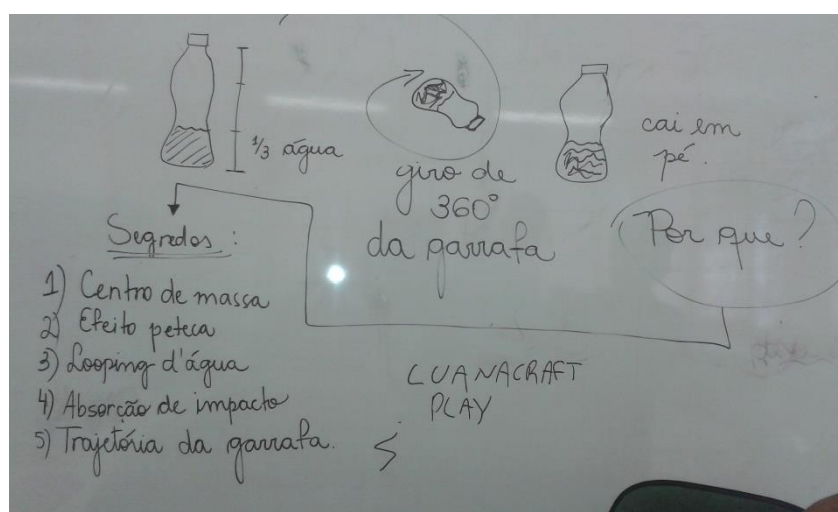 1/3 água
giro de
360°
da garrafa
cai em
pé.
Por que?
Segredos :
1) Centro de massa
2) Efeito peteca
3) Looping d'água
4) Absorção de impacto
5) Trajetória da garrafa.
LUANACRAFT
PLAY